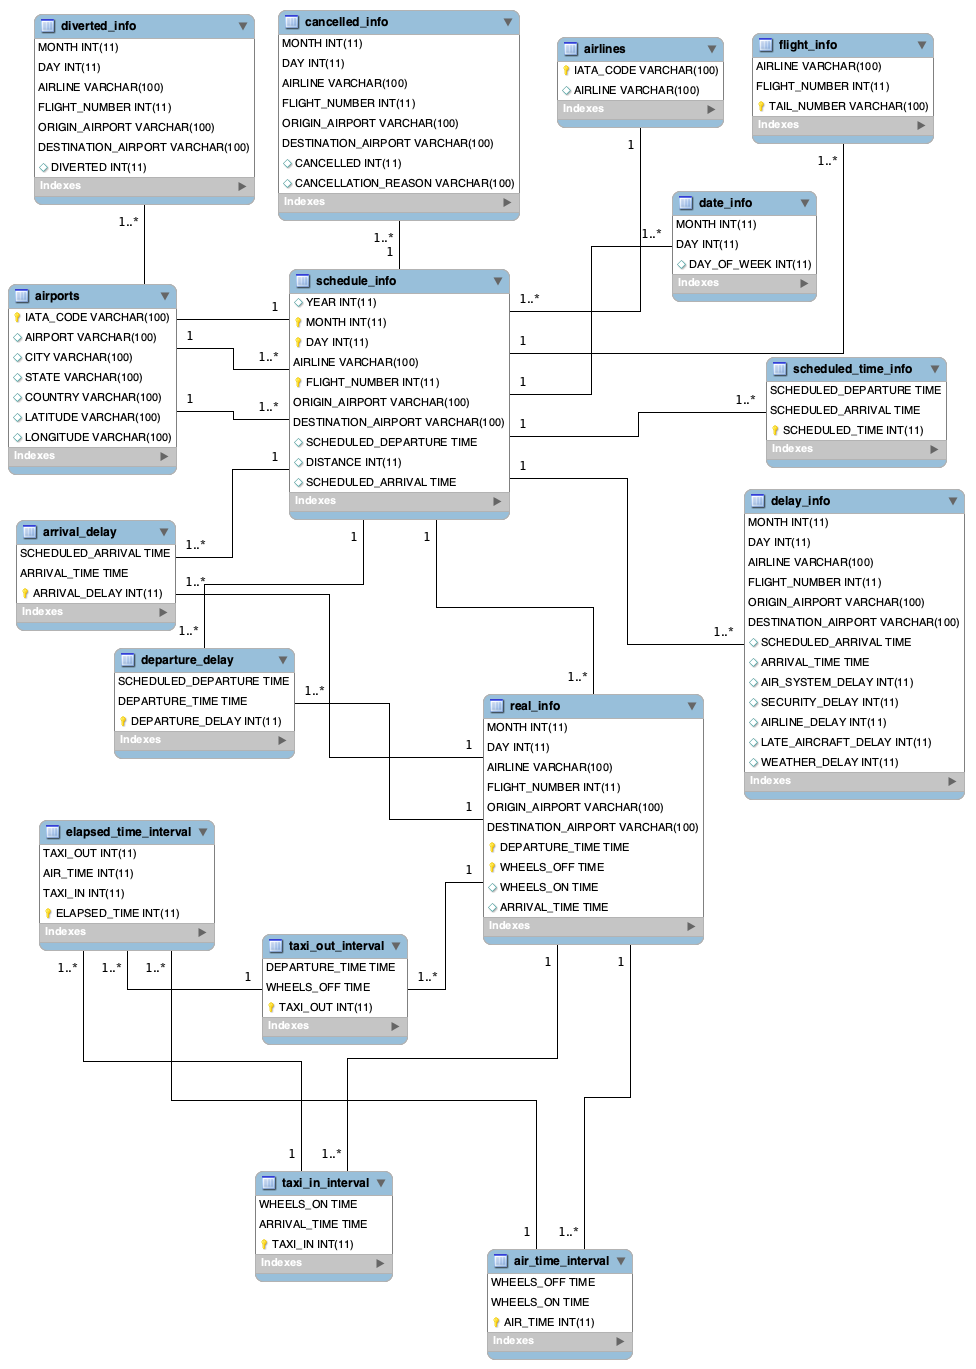 diverted_info
MONTH INT(11)
DAY INT(11)
AIRLINE VARCHAR(100)
FLIGHT_NUMBER INT(11)
ORIGIN_AIRPORT VARCHAR(100)
DESTINATION_AIRPORT VARCHAR(100)
DIVERTED INT(11)
Indexes
cancelled_info
MONTH INT(11)
DAY INT(11)
AIRLINE VARCHAR(100)
FLIGHT_NUMBER INT(11)
ORIGIN_AIRPORT VARCHAR(100)
DESTINATION_AIRPORT VARCHAR(100)
CANCELLED INT(11)
CANCELLATION_REASON VARCHAR(100)
Indexes
airlines
IATA_CODE VARCHAR(100)
AIRLINE VARCHAR(100)
Indexes
flight_info
AIRLINE VARCHAR(100)
FLIGHT_NUMBER INT(11)
TAIL_NUMBER VARCHAR(100)
Indexes
1
1..*
1..*
1..*
1
date_info
MONTH INT(11)
DAY INT(11)
DAY_OF_WEEK INT(11)
Indexes
1..*
airports
IATA_CODE VARCHAR(100)
AIRPORT VARCHAR(100)
CITY VARCHAR(100)
STATE VARCHAR(100)
COUNTRY VARCHAR(100)
LATITUDE VARCHAR(100)
LONGITUDE VARCHAR(100)
Indexes
1
1
1..*
1
1..*
1
schedule_info
YEAR INT(11)
MONTH INT(11)
DAY INT(11)
AIRLINE VARCHAR(100)
FLIGHT_NUMBER INT(11)
ORIGIN_AIRPORT VARCHAR(100)
DESTINATION_AIRPORT VARCHAR(100)
SCHEDULED_DEPARTURE TIME
DISTANCE INT(11)
SCHEDULED_ARRIVAL TIME
Indexes
1..*
1
1
1
1
1..*
scheduled_time_info
SCHEDULED_DEPARTURE TIME
SCHEDULED_ARRIVAL TIME
SCHEDULED_TIME INT(11)
Indexes
delay_info
MONTH INT(11)
DAY INT(11)
AIRLINE VARCHAR(100)
FLIGHT_NUMBER INT(11)
ORIGIN_AIRPORT VARCHAR(100)
DESTINATION_AIRPORT VARCHAR(100)
SCHEDULED_ARRIVAL TIME
ARRIVAL_TIME TIME
AIR_SYSTEM_DELAY INT(11)
SECURITY_DELAY INT(11)
AIRLINE_DELAY INT(11)
LATE_AIRCRAFT_DELAY INT(11)
WEATHER_DELAY INT(11)
Indexes
1..*
arrival_delay
SCHEDULED_ARRIVAL TIME
ARRIVAL_TIME TIME
ARRIVAL_DELAY INT(11)
Indexes
1..*
1..*
1
1
1..*
departure_delay
SCHEDULED_DEPARTURE TIME
DEPARTURE_TIME TIME
DEPARTURE_DELAY INT(11)
Indexes
1..*
1..*
1
1
1
real_info
MONTH INT(11)
DAY INT(11)
AIRLINE VARCHAR(100)
FLIGHT_NUMBER INT(11)
ORIGIN_AIRPORT VARCHAR(100)
DESTINATION_AIRPORT VARCHAR(100)
DEPARTURE_TIME TIME
WHEELS_OFF TIME
WHEELS_ON TIME
ARRIVAL_TIME TIME
Indexes
elapsed_time_interval
TAXI_OUT INT(11)
AIR_TIME INT(11)
TAXI_IN INT(11)
ELAPSED_TIME INT(11)
Indexes
1..*
1..*
1..*
1
taxi_out_interval
DEPARTURE_TIME TIME
WHEELS_OFF TIME
TAXI_OUT INT(11)
Indexes
1..*
1
1
1
1..*
taxi_in_interval
WHEELS_ON TIME
ARRIVAL_TIME TIME
TAXI_IN INT(11)
Indexes
1
1..*
air_time_interval
WHEELS_OFF TIME
WHEELS_ON TIME
AIR_TIME INT(11)
Indexes